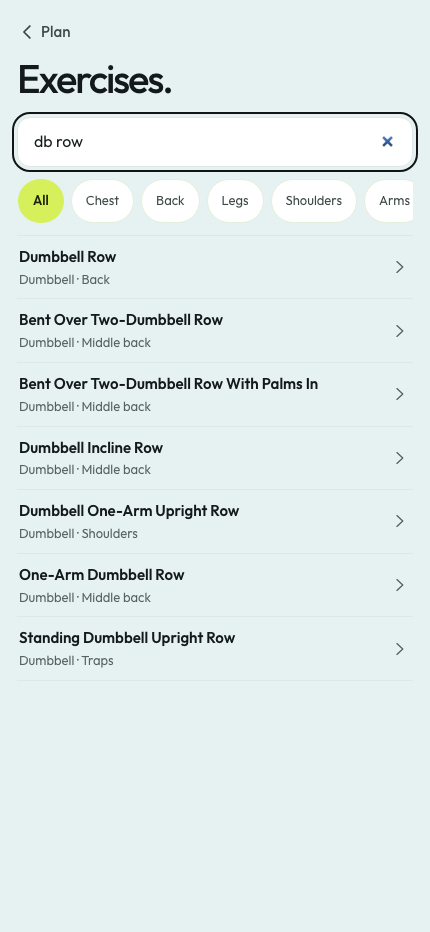 Plan
Exercises.
db row
All Chest Back Legs Shoulders Arms
Dumbbell Row
Dumbbell · Back
Bent Over Two-Dumbbell Row
Dumbbell · Middle back
Bent Over Two-Dumbbell Row With Palms In
Dumbbell · Middle back
Dumbbell Incline Row
Dumbbell · Middle back
Dumbbell One-Arm Upright Row
Dumbbell · Shoulders
One-Arm Dumbbell Row
Dumbbell · Middle back
Standing Dumbbell Upright Row
Dumbbell · Traps